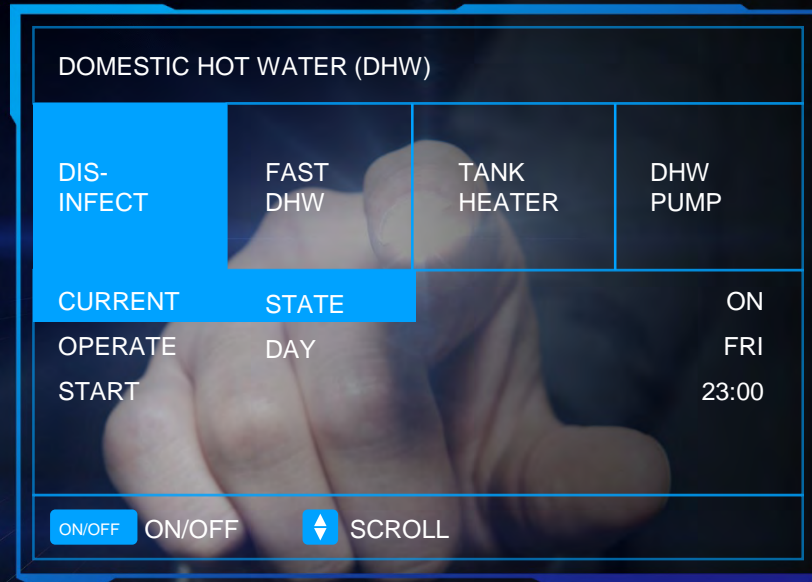 DOMESTIC HOT WATER (DHW)
DIS-
INFECT
FAST
DHW
TANK
HEATER
DHW
PUMP
CURRENT STATE ON
OPERATE DAY FRI
START 23:00
ON/OFF ON/OFF SCROLL